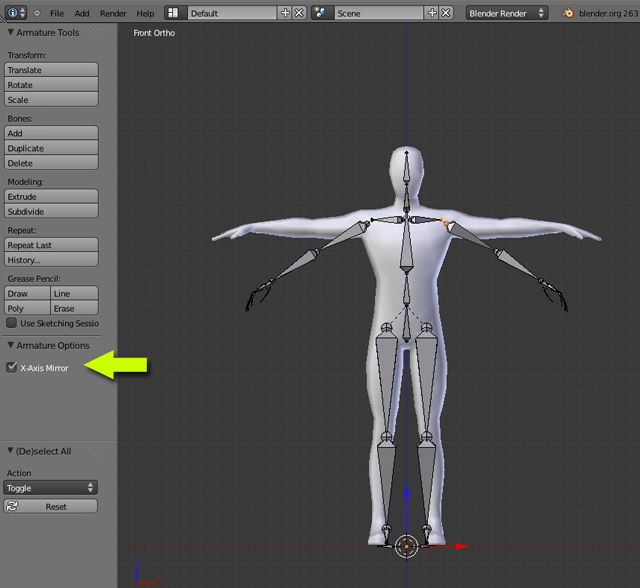 File Add Render Help Default Scene Blender Render blender.org 263
Armature Tools
Front Ortho
Transform:
Translate
Rotate
Scale
Bones:
Add
Duplicate
Delete
Modeling:
Extrude
Subdivide
Repeat:
Repeat Last
History...
Grease Pencil:
Draw Line
Poly Erase
Use Sketching Sessio
Armature Options
X-Axis Mirror
(De)select All
Action
Toggle
Reset